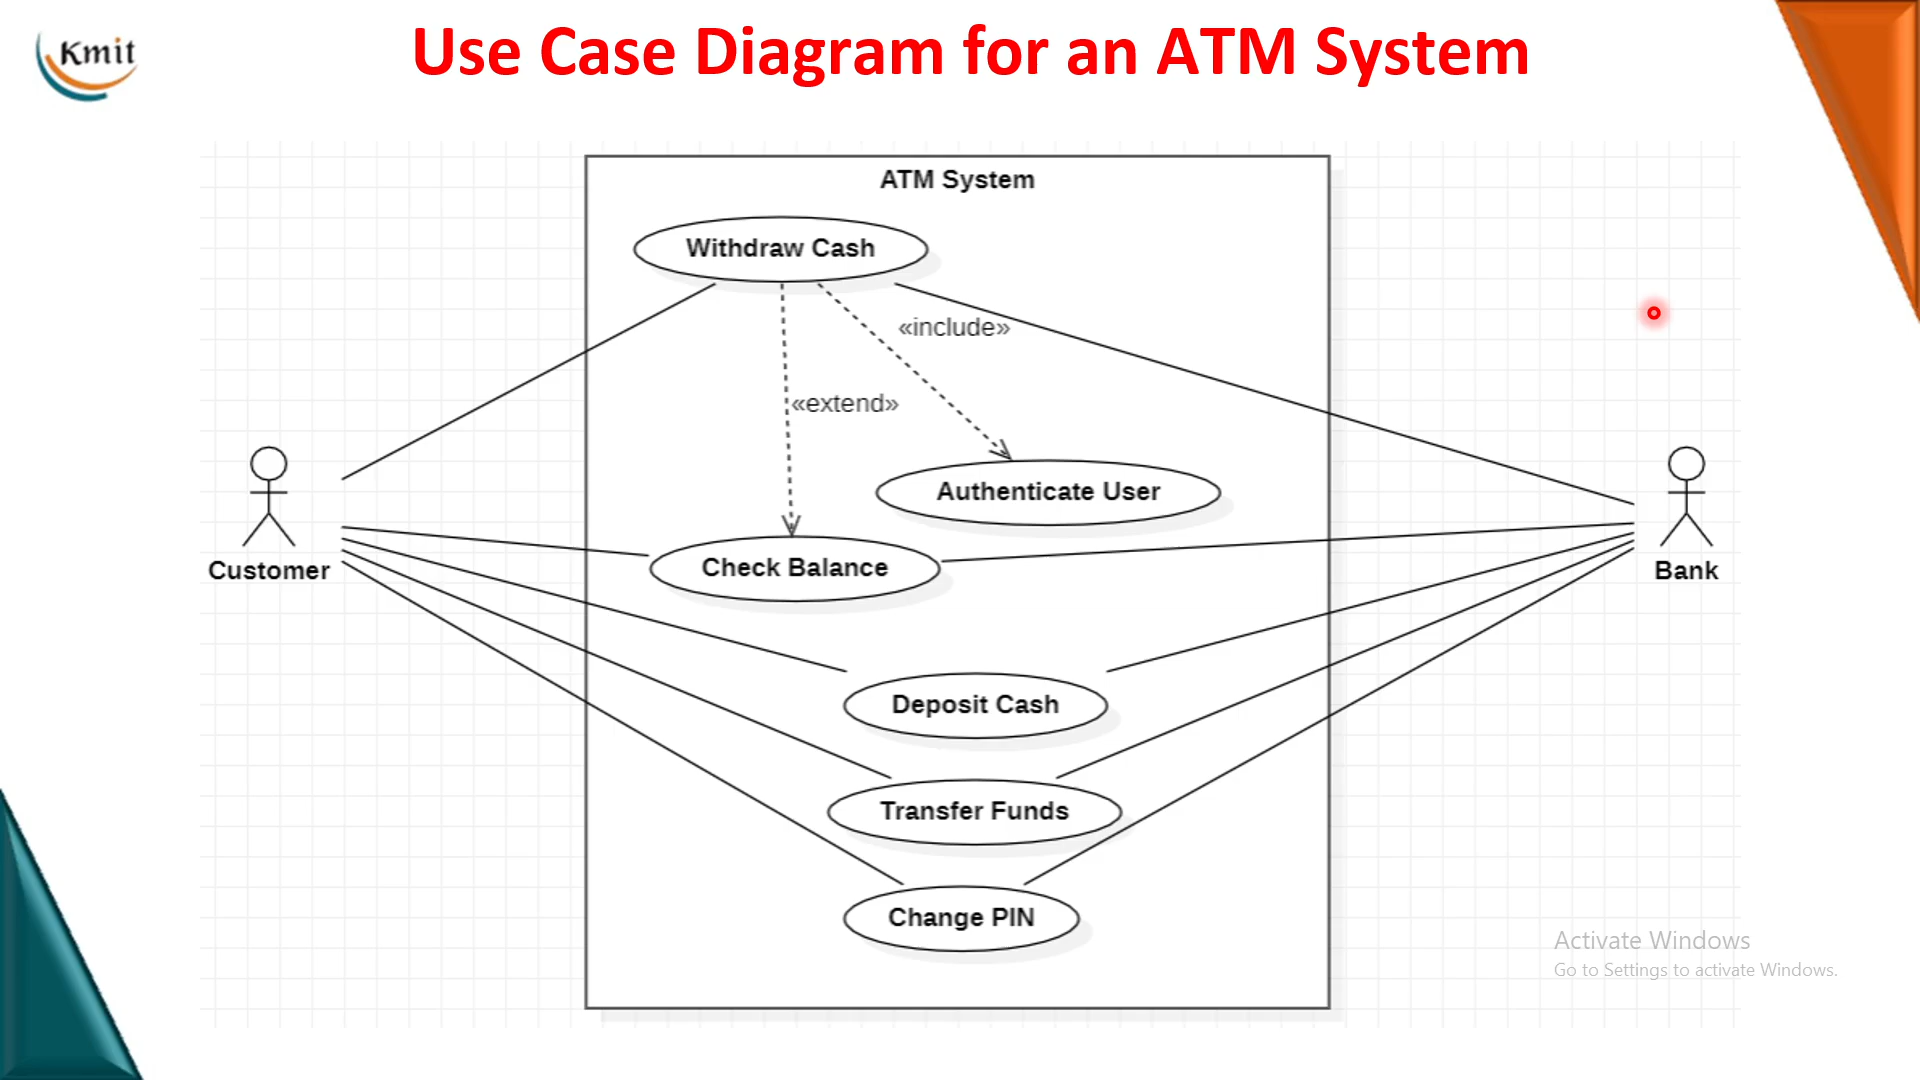 Kmit
Use Case Diagram for an ATM System
ATM System
Withdraw Cash
«include»
«extend»
Authenticate User
Check Balance
Customer
Bank
Deposit Cash
Transfer Funds
Change PIN
Activate Windows
Go to Settings to activate Windows.